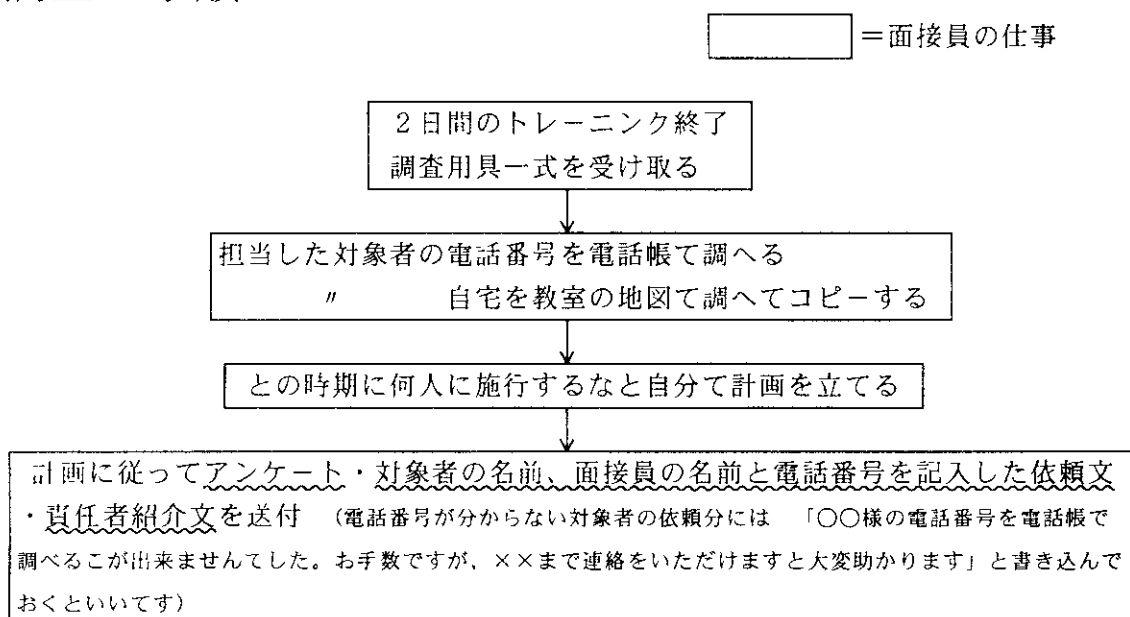 ＝面接員の仕事
２日間のトレーニンク終了
調査用具一式を受け取る
担当した対象者の電話番号を電話帳て調へる
〃 自宅を教室の地図て調へてコピーする
との時期に何人に施行するなと自分て計画を立てる
計画に従ってアンケート・対象者の名前、面接員の名前と電話番号を記入した依頼文
・責任者紹介文を送付 （電話番号が分からない対象者の依頼分には 「〇〇様の電話番号を電話帳で
調べるこが出来ませんてした。お手数ですが，××まで連絡をいただけますと大変助かります」と書き込んで
おくといいてす）